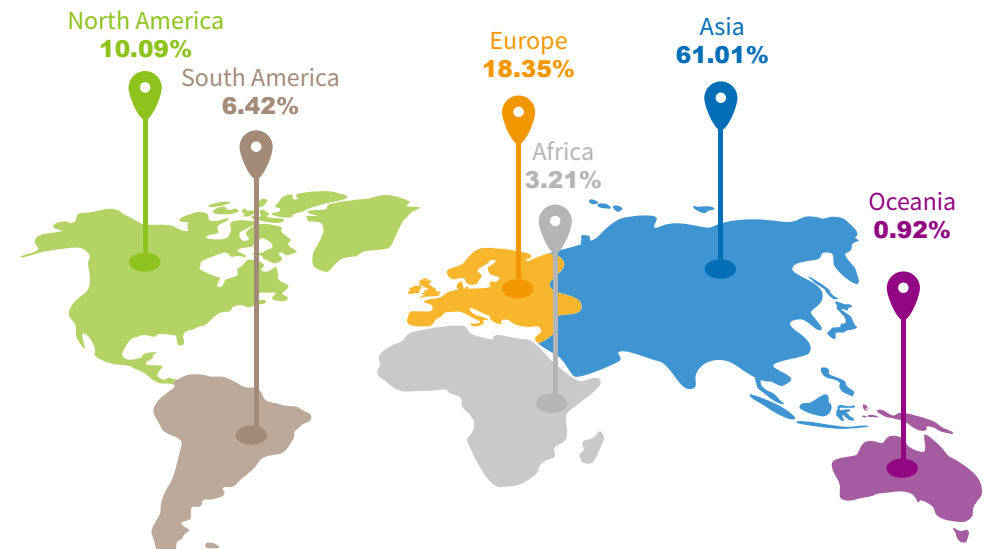 North America
10.09%
South America
6.42%
Europe
18.35%
Africa
3.21%
Asia
61.01%
Oceania
0.92%